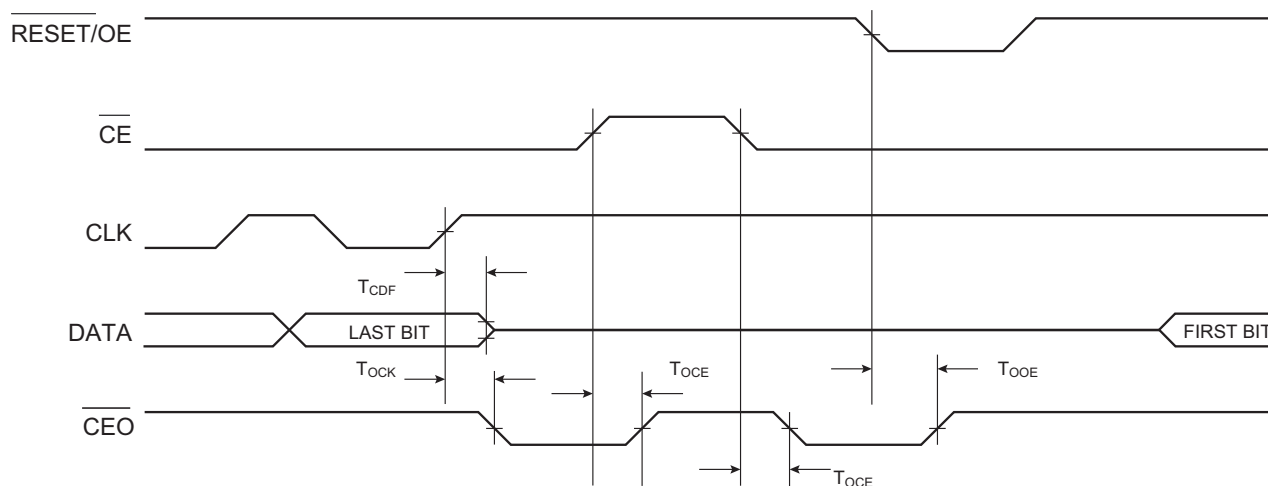 RESET/OE
CE
CLK
TCDF
DATA
LAST BIT
FIRST BIT
TOCK
TOCE
TOOE
CEO
TOCE